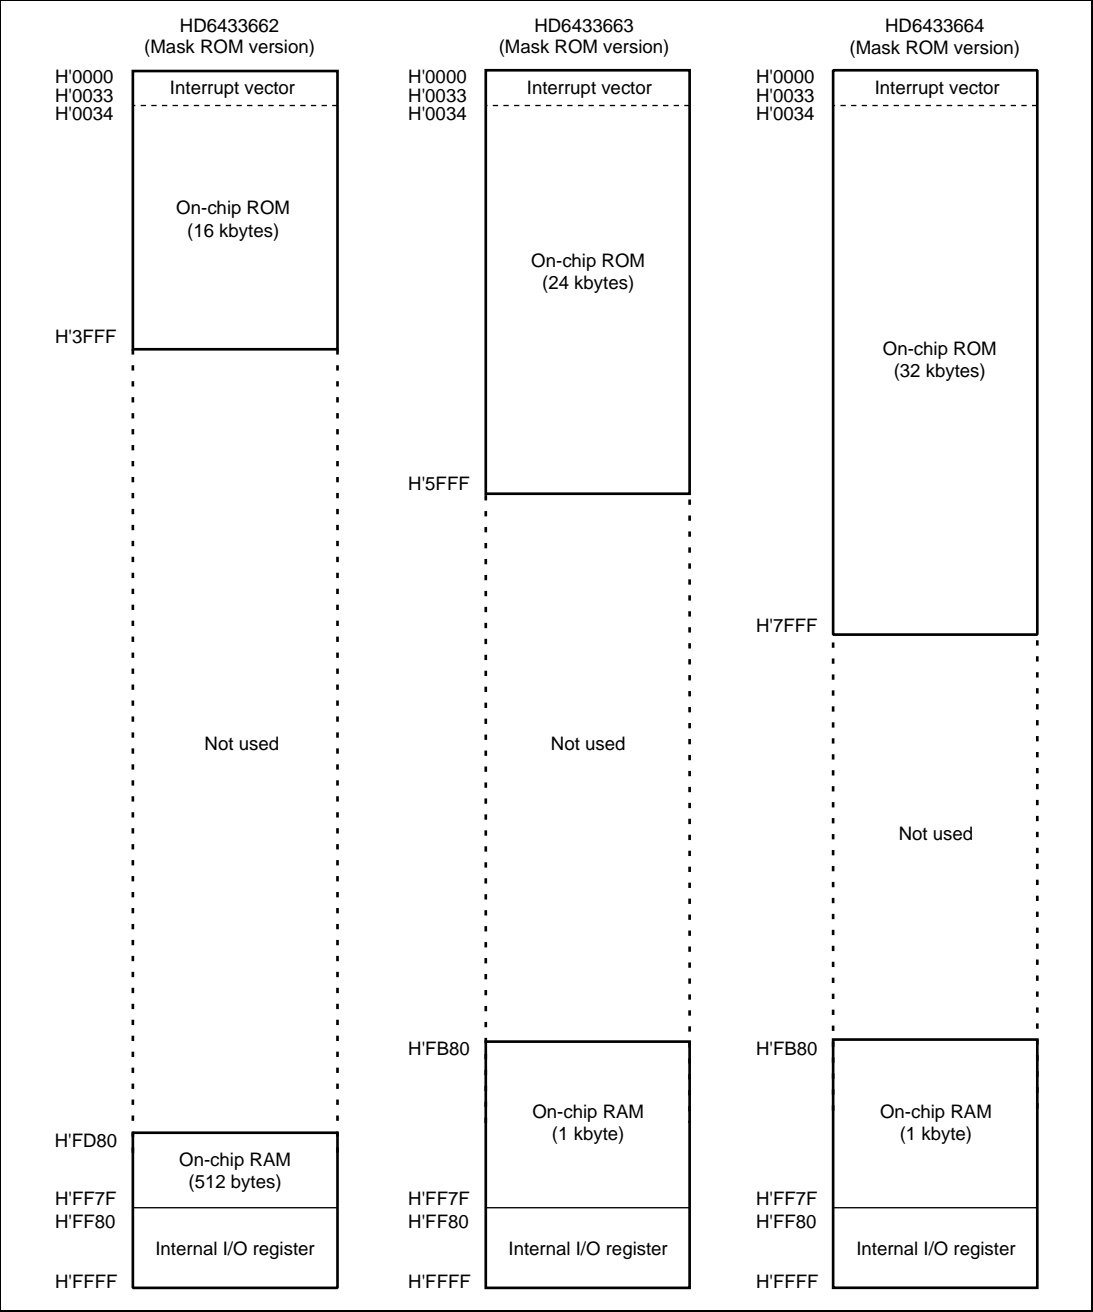 HD6433662
(Mask ROM version)
H'0000
H'0033
H'0034
Interrupt vector
On-chip ROM
(16 kbytes)
H'3FFF
Not used
H'FD80
On-chip RAM
(512 bytes)
H'FF7F
H'FF80
Internal I/O register
H'FFFF
HD6433663
(Mask ROM version)
H'0000
H'0033
H'0034
Interrupt vector
On-chip ROM
(24 kbytes)
H'5FFF
Not used
H'FB80
On-chip RAM
(1 kbyte)
H'FF7F
H'FF80
Internal I/O register
H'FFFF
HD6433664
(Mask ROM version)
H'0000
H'0033
H'0034
Interrupt vector
On-chip ROM
(32 kbytes)
H'7FFF
Not used
H'FB80
On-chip RAM
(1 kbyte)
H'FF7F
H'FF80
Internal I/O register
H'FFFF